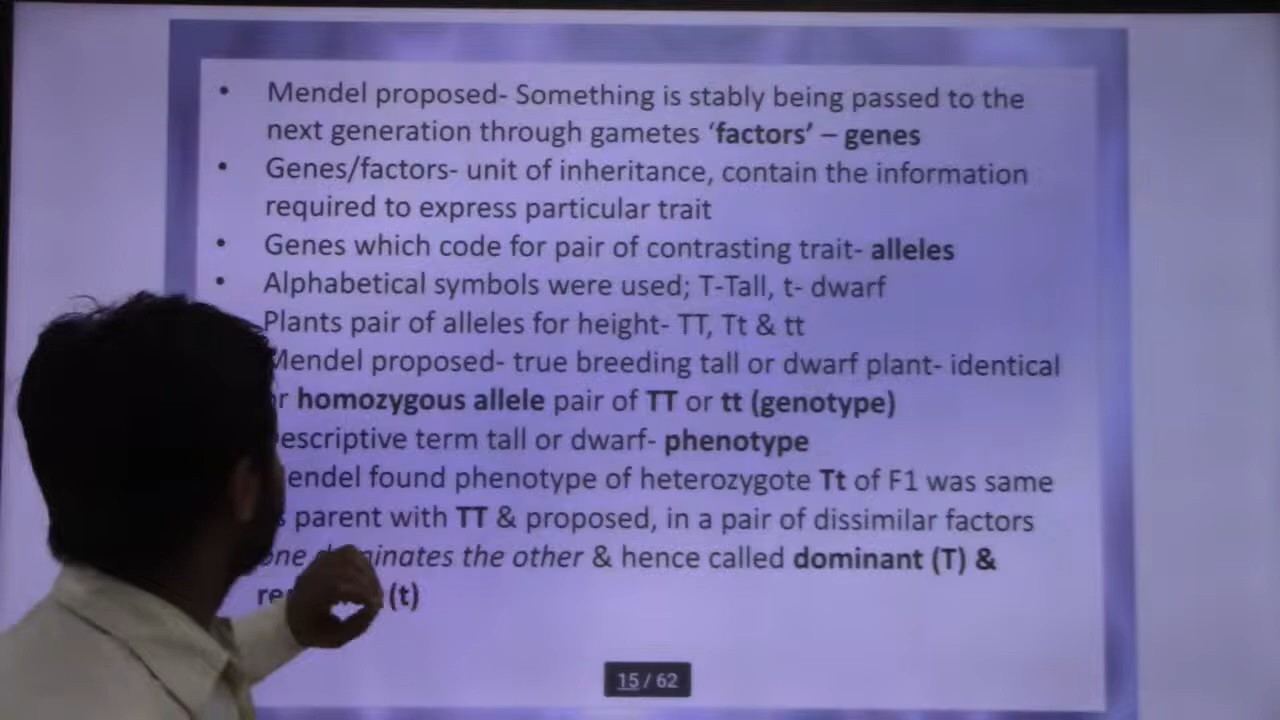 • Mendel proposed- Something is stably being passed to the
next generation through gametes ‘factors’ – genes
• Genes/factors- unit of inheritance, contain the information
required to express particular trait
• Genes which code for pair of contrasting trait- alleles
• Alphabetical symbols were used; T-Tall, t- dwarf
Plants pair of alleles for height- TT, Tt & tt
Mendel proposed- true breeding tall or dwarf plant- identical
homozygous allele pair of TT or tt (genotype)
escriptive term tall or dwarf- phenotype
endel found phenotype of heterozygote Tt of F1 was same
parent with TT & proposed, in a pair of dissimilar factors
one inates the other & hence called dominant (T) &
re (t)
15 / 62